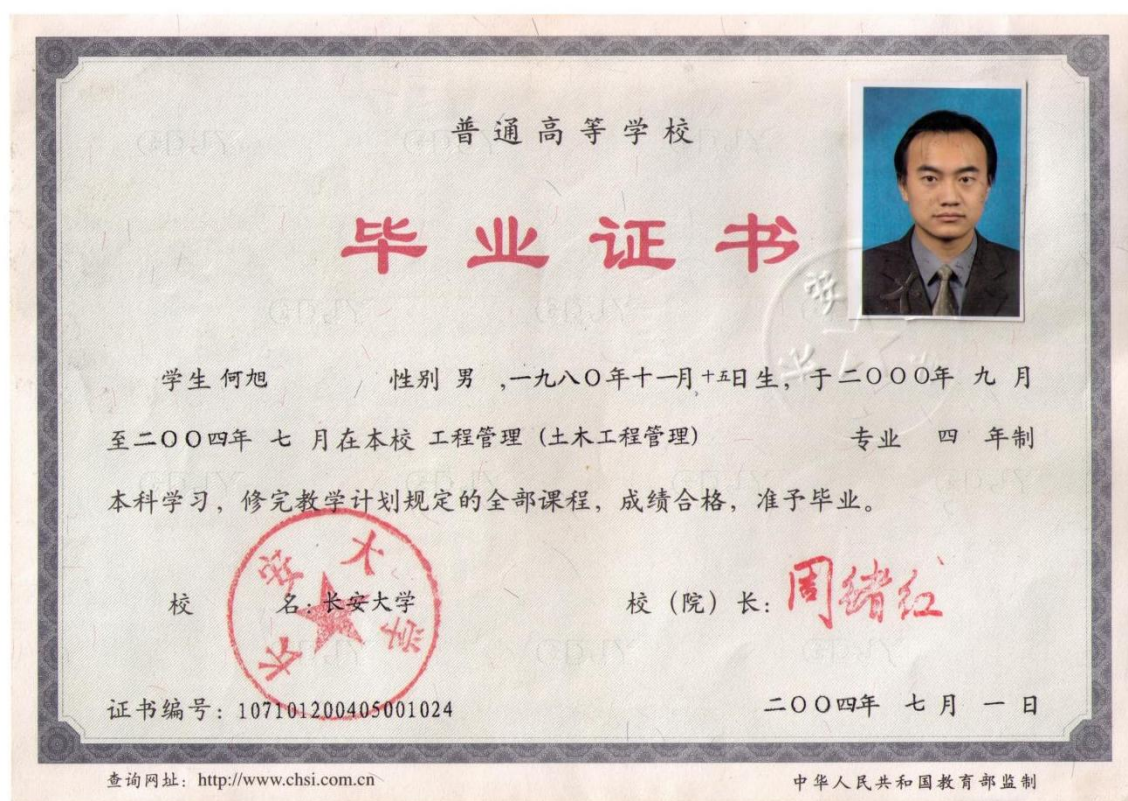 普通高等学校
毕业证书
学生 何旭 性别 男 ,一九八〇年十一月十五日生, 于二〇〇〇年 九 月
至二〇〇四年 七 月在本校 工程管理 (土木工程管理) 专业 四 年制
本科学习, 修完教学计划规定的全部课程, 成绩合格, 准予毕业。
长安大学
校 名: 长安大学 校 (院) 长: 周绪红
证书编号: 107101200405001024 二〇〇四年 七 月 一 日
查询网址: http://www.chsi.com.cn 中华人民共和国教育部监制